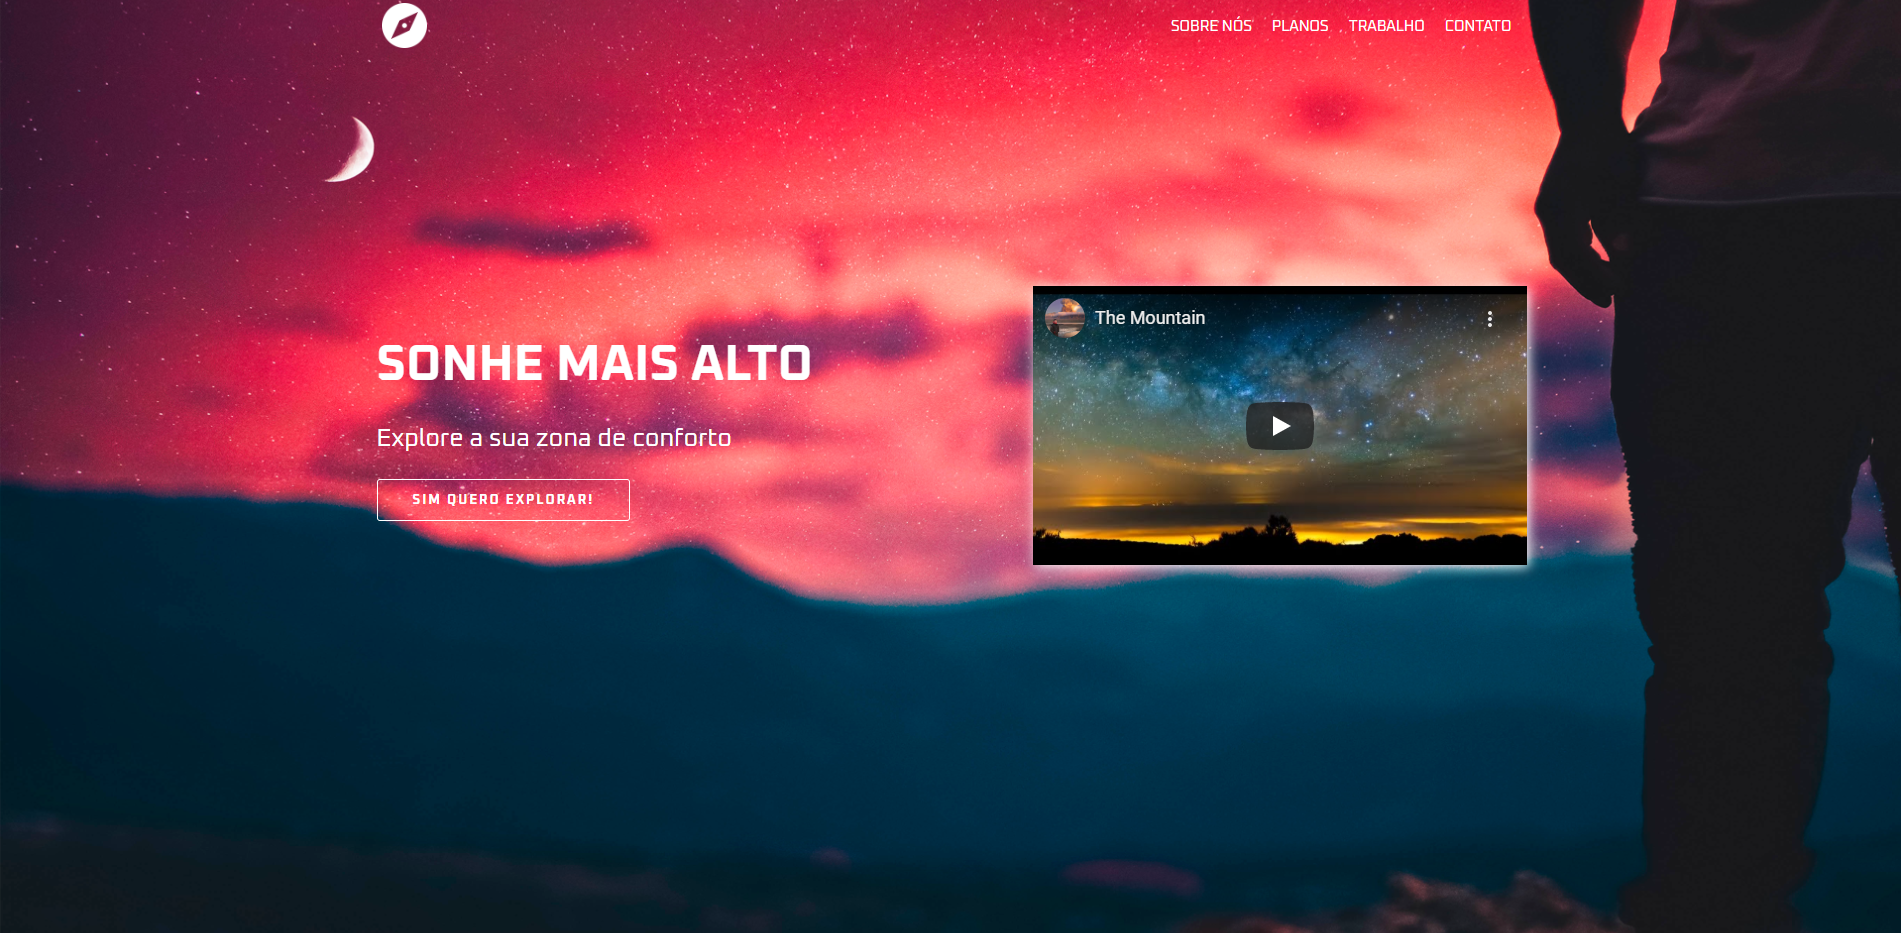 SOBRE NÓS PLANOS TRABALHO CONTATO
The Mountain
SONHE MAIS ALTO
Explore a sua zona de conforto
SIM QUERO EXPLORAR!